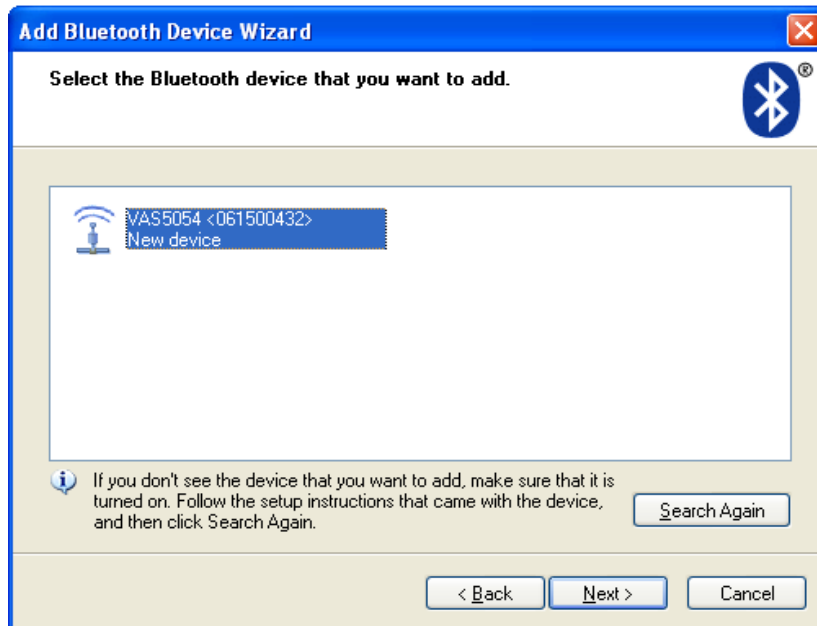 Add Bluetooth Device Wizard
Select the Bluetooth device that you want to add.
®
VAS5054 <061500432>
New device
If you don't see the device that you want to add, make sure that it is
turned on. Follow the setup instructions that came with the device,
and then click Search Again.
Search Again
< Back
Next >
Cancel